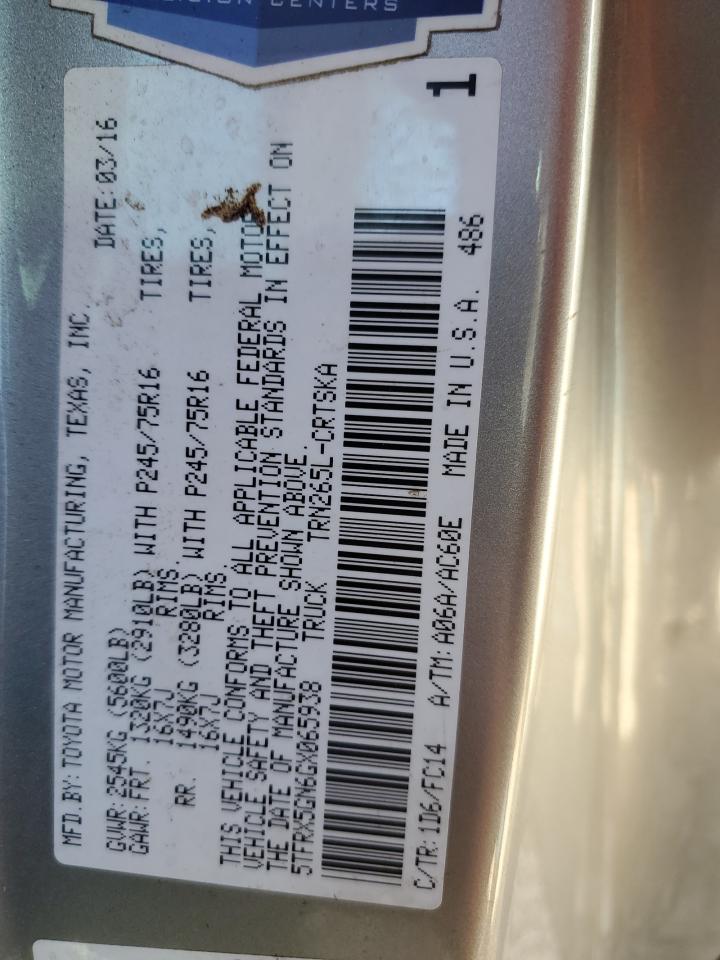 CENTERS
MFD.BY:TOYOTA MOTOR MANUFACTURING, TEXAS, INC.
DATE:03/16
GVWR:2545KG (5600LB)
GAWR:FRT. 1320KG (2910LB) WITH P245/75R16 TIRES,
16X7J RIMS.
RR. 1490KG (3280LB) WITH P245/75R16 TIRES,
16X7J RIMS
THIS VEHICLE CONFORMS TO ALL APPLICABLE FEDERAL MOTOR
VEHICLE SAFETY AND THEFT PREVENTION STANDARDS IN EFFECT ON
THE DATE OF MANUFACTURE SHOWN ABOVE.
5TFRX5GN6GX065938 TRUCK TRN265L-CRTSKA
1
C/TR:1D6/FC14 A/TM:A06A/AC60E MADE IN U.S.A. 486